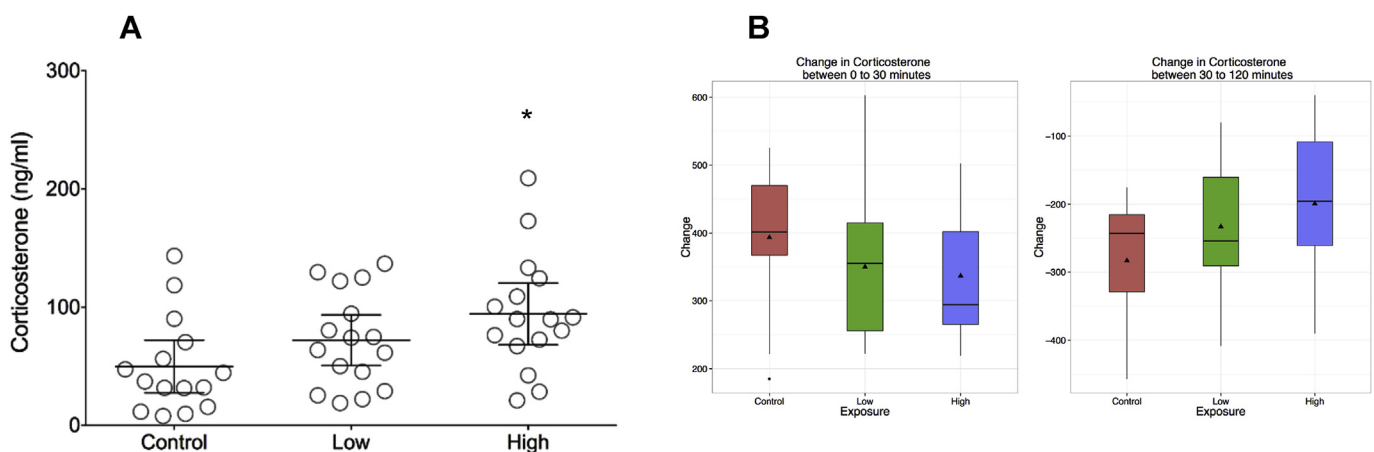 A
B
Corticosterone (ng/ml)
300
200
100
0
*
Control
Low
High
Change in Corticosterone
between 0 to 30 minutes
Change
600
500
400
300
200
Control
Low
High
Exposure
Change in Corticosterone
between 30 to 120 minutes
Change
−100
−200
−300
−400
Control
Low
High
Exposure